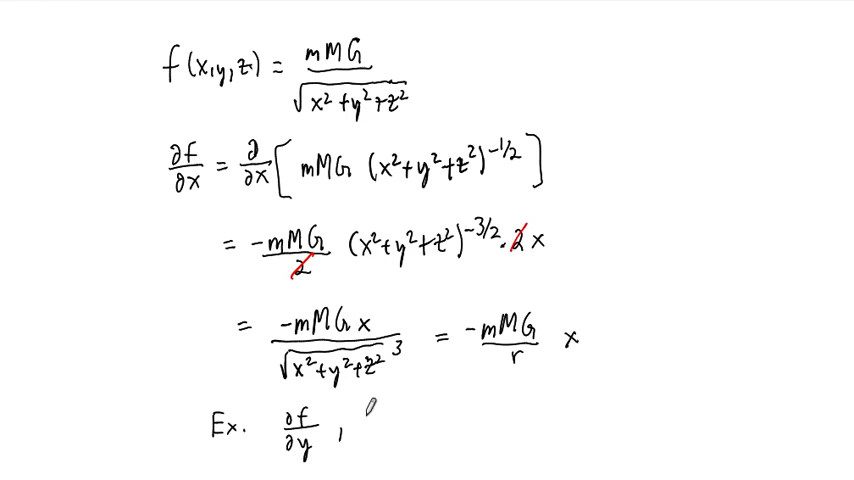 f(x,y,z) = mMG / √(x² + y² + z²)
∂f/∂x = ∂/∂x [ mMG (x² + y² + z²)^(-1/2) ]
= -mMG/2 (x² + y² + z²)^(-3/2) · 2x
= -mMG x / √(x² + y² + z²)³ = -mMG/r x
Ex. ∂f/∂y ,